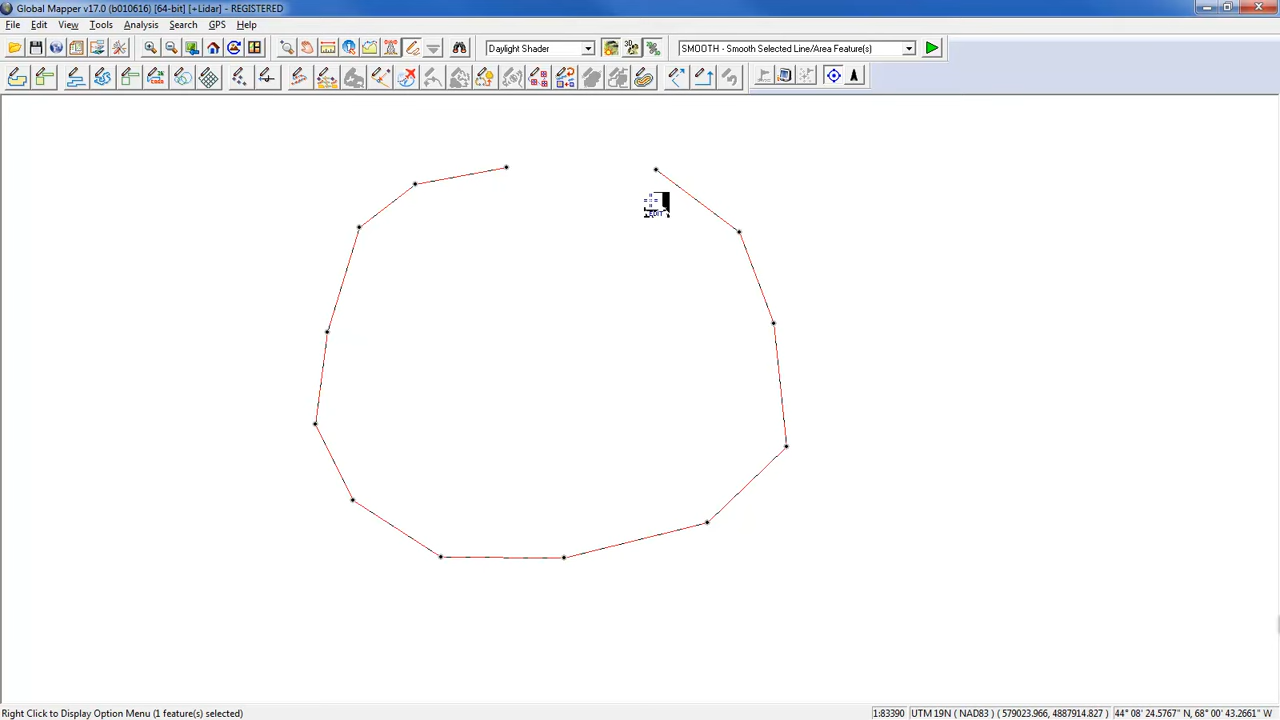 Global Mapper v17.0 (b010616) [64-bit] [+Lidar] - REGISTERED
File Edit View Tools Analysis Search GPS Help
Daylight Shader SMOOTH - Smooth Selected Line/Area Feature(s)
EDIT
Right Click to Display Option Menu (1 feature(s) selected) 1:83390 UTM 19N ( NAD83 ) ( 579023.966, 4887914.827 ) 44° 08' 24.5767" N, 68° 00' 43.2661" W